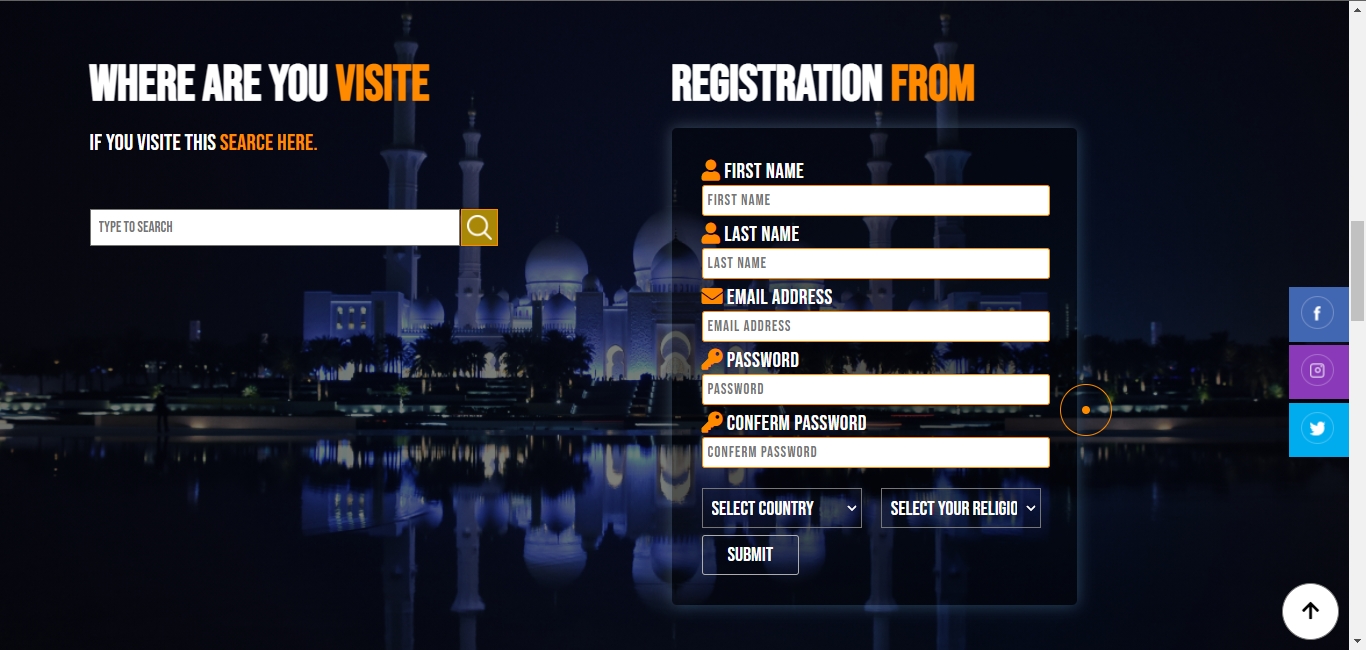 WHERE ARE YOU VISITE
IF YOU VISITE THIS SEARCE HERE.
TYPE TO SEARCH
REGISTRATION FROM
FIRST NAME
FIRST NAME
LAST NAME
LAST NAME
EMAIL ADDRESS
EMAIL ADDRESS
PASSWORD
PASSWORD
CONFERM PASSWORD
CONFERM PASSWORD
SELECT COUNTRY SELECT YOUR RELIGIO
SUBMIT